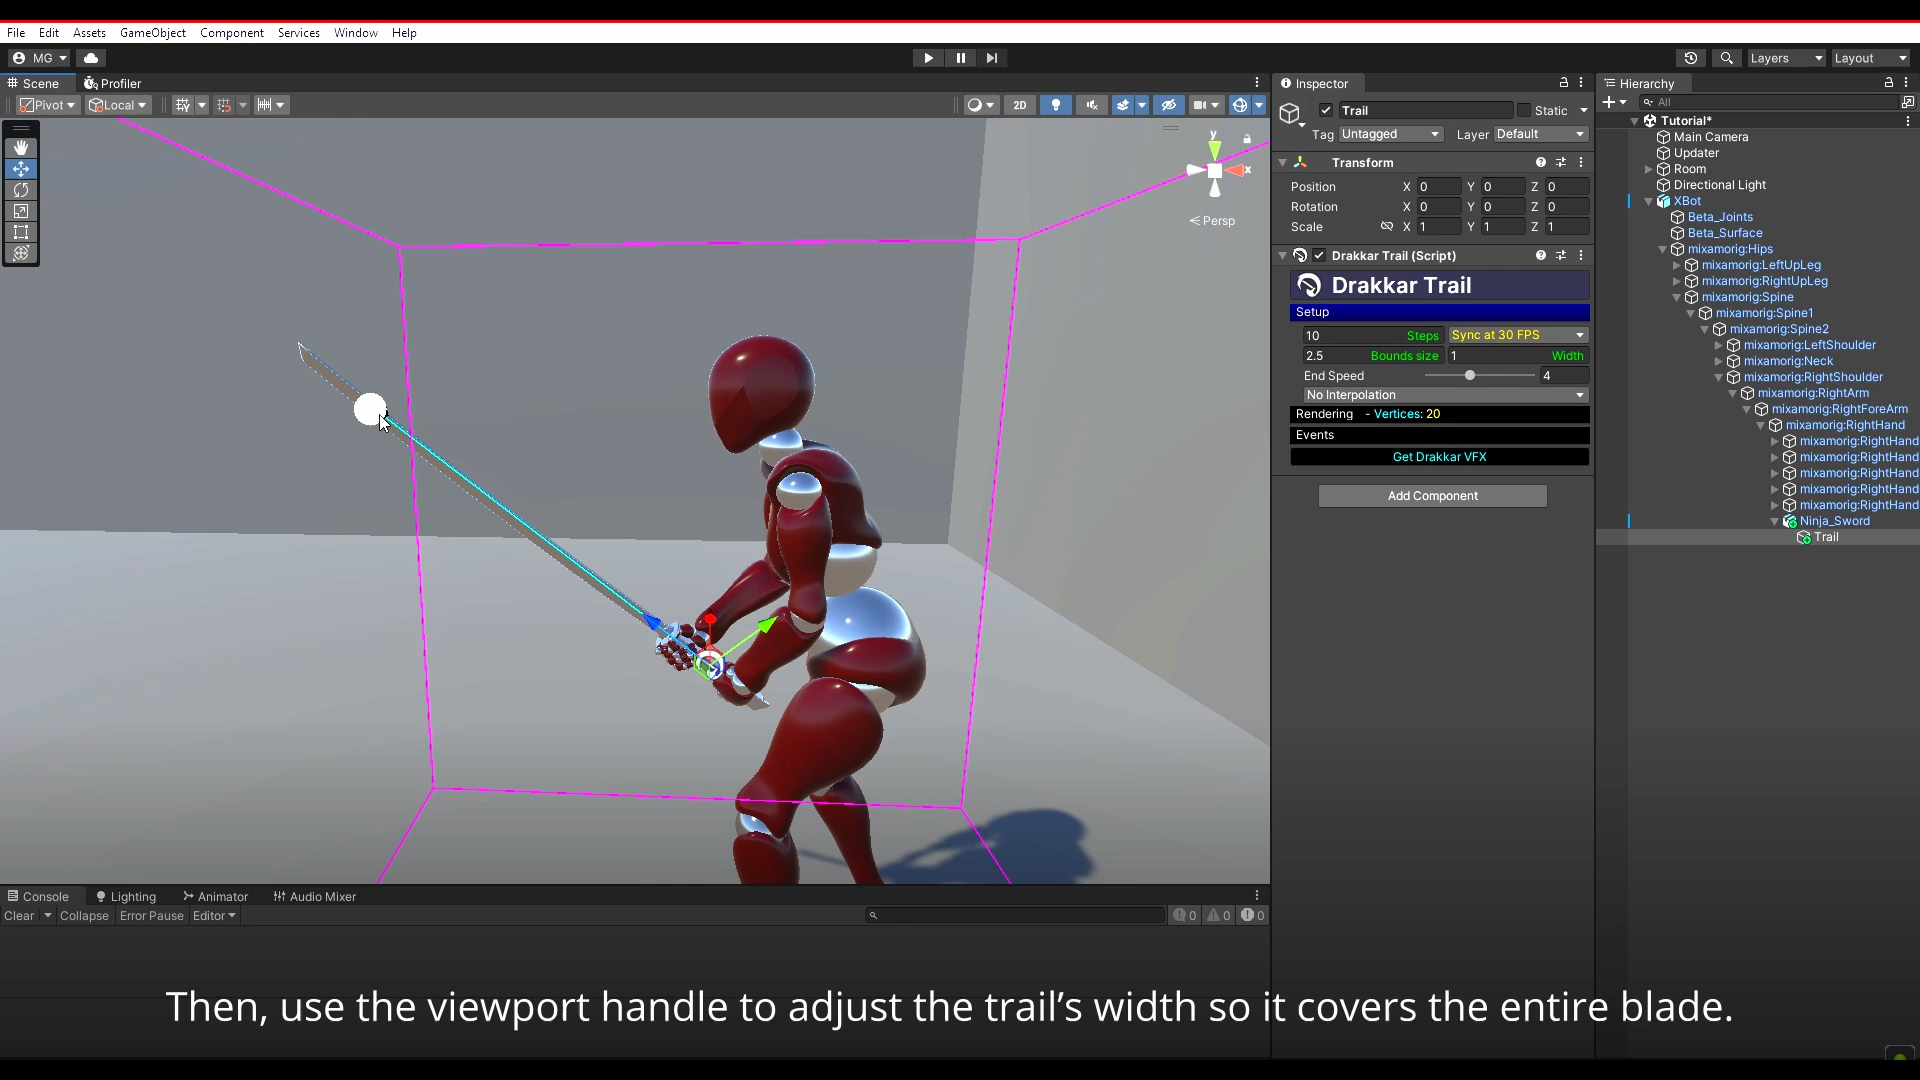 File Edit Assets GameObject Component Services Window Help
MG Layers Layout
Scene Profiler
Pivot Local 2D
y
x
Persp
Inspector
Trail Static
Tag Untagged Layer Default
Transform
Position X 0 Y 0 Z 0
Rotation X 0 Y 0 Z 0
Scale X 1 Y 1 Z 1
Drakkar Trail (Script)
Drakkar Trail
Setup
10 Steps Sync at 30 FPS
2.5 Bounds size 1 Width
End Speed 4
No Interpolation
Rendering - Vertices: 20
Events
Get Drakkar VFX
Add Component
Hierarchy
All
Tutorial*
Main Camera
Updater
Room
Directional Light
XBot
Beta_Joints
Beta_Surface
mixamorig:Hips
mixamorig:LeftUpLeg
mixamorig:RightUpLeg
mixamorig:Spine
mixamorig:Spine1
mixamorig:Spine2
mixamorig:LeftShoulder
mixamorig:Neck
mixamorig:RightShoulder
mixamorig:RightArm
mixamorig:RightForeArm
mixamorig:RightHand
mixamorig:RightHand
mixamorig:RightHand
mixamorig:RightHand
mixamorig:RightHand
mixamorig:RightHand
Ninja_Sword
Trail
Console Lighting Animator Audio Mixer
Clear Collapse Error Pause Editor 0 0 0
Then, use the viewport handle to adjust the trail’s width so it covers the entire blade.